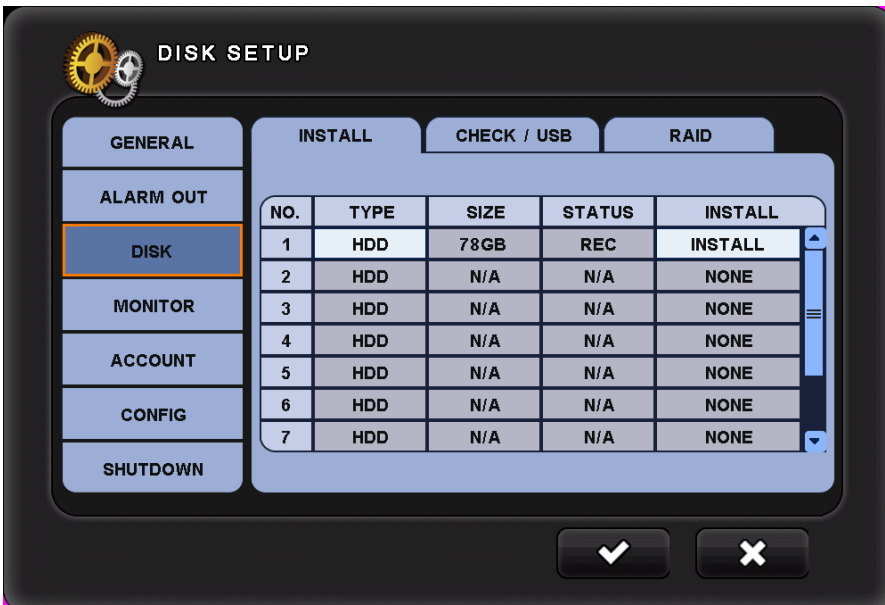 DISK SETUP
GENERAL
ALARM OUT
DISK
MONITOR
ACCOUNT
CONFIG
SHUTDOWN
INSTALL CHECK / USB RAID
NO. TYPE SIZE STATUS INSTALL
1 HDD 78GB REC INSTALL
2 HDD N/A N/A NONE
3 HDD N/A N/A NONE
4 HDD N/A N/A NONE
5 HDD N/A N/A NONE
6 HDD N/A N/A NONE
7 HDD N/A N/A NONE